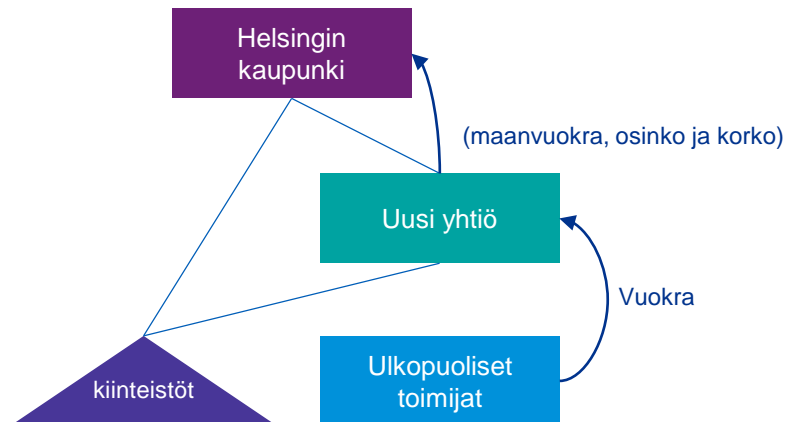 Helsingin
kaupunki
(maanvuokra, osinko ja korko)
Uusi yhtiö
Vuokra
kiinteistöt
Ulkopuoliset
toimijat